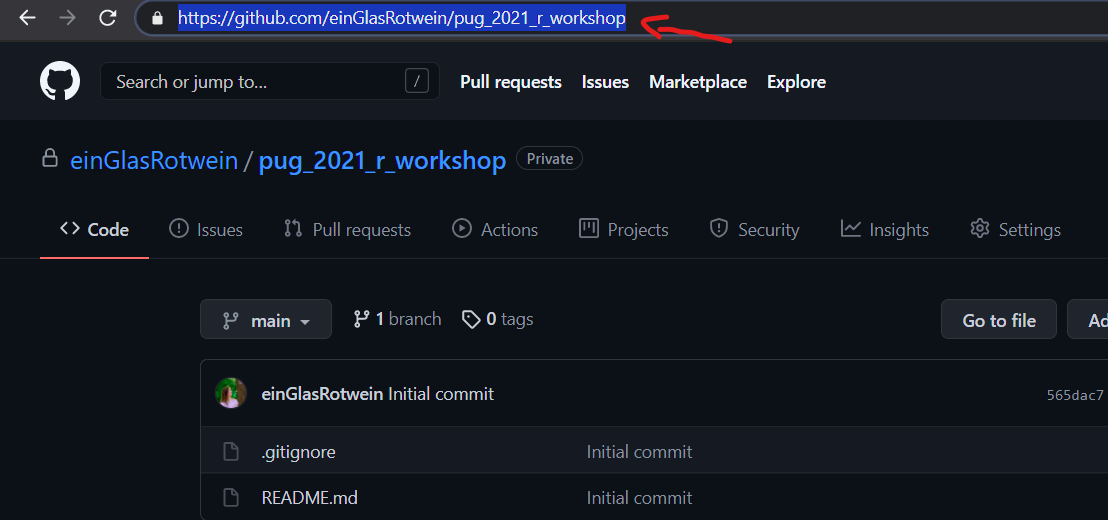 https://github.com/einGlasRotwein/pug_2021_r_workshop
Search or jump to... / Pull requests Issues Marketplace Explore
einGlasRotwein / pug_2021_r_workshop Private
Code Issues Pull requests Actions Projects Security Insights Settings
main 1 branch 0 tags Go to file
einGlasRotwein Initial commit 565dac7
.gitignore Initial commit
README.md Initial commit